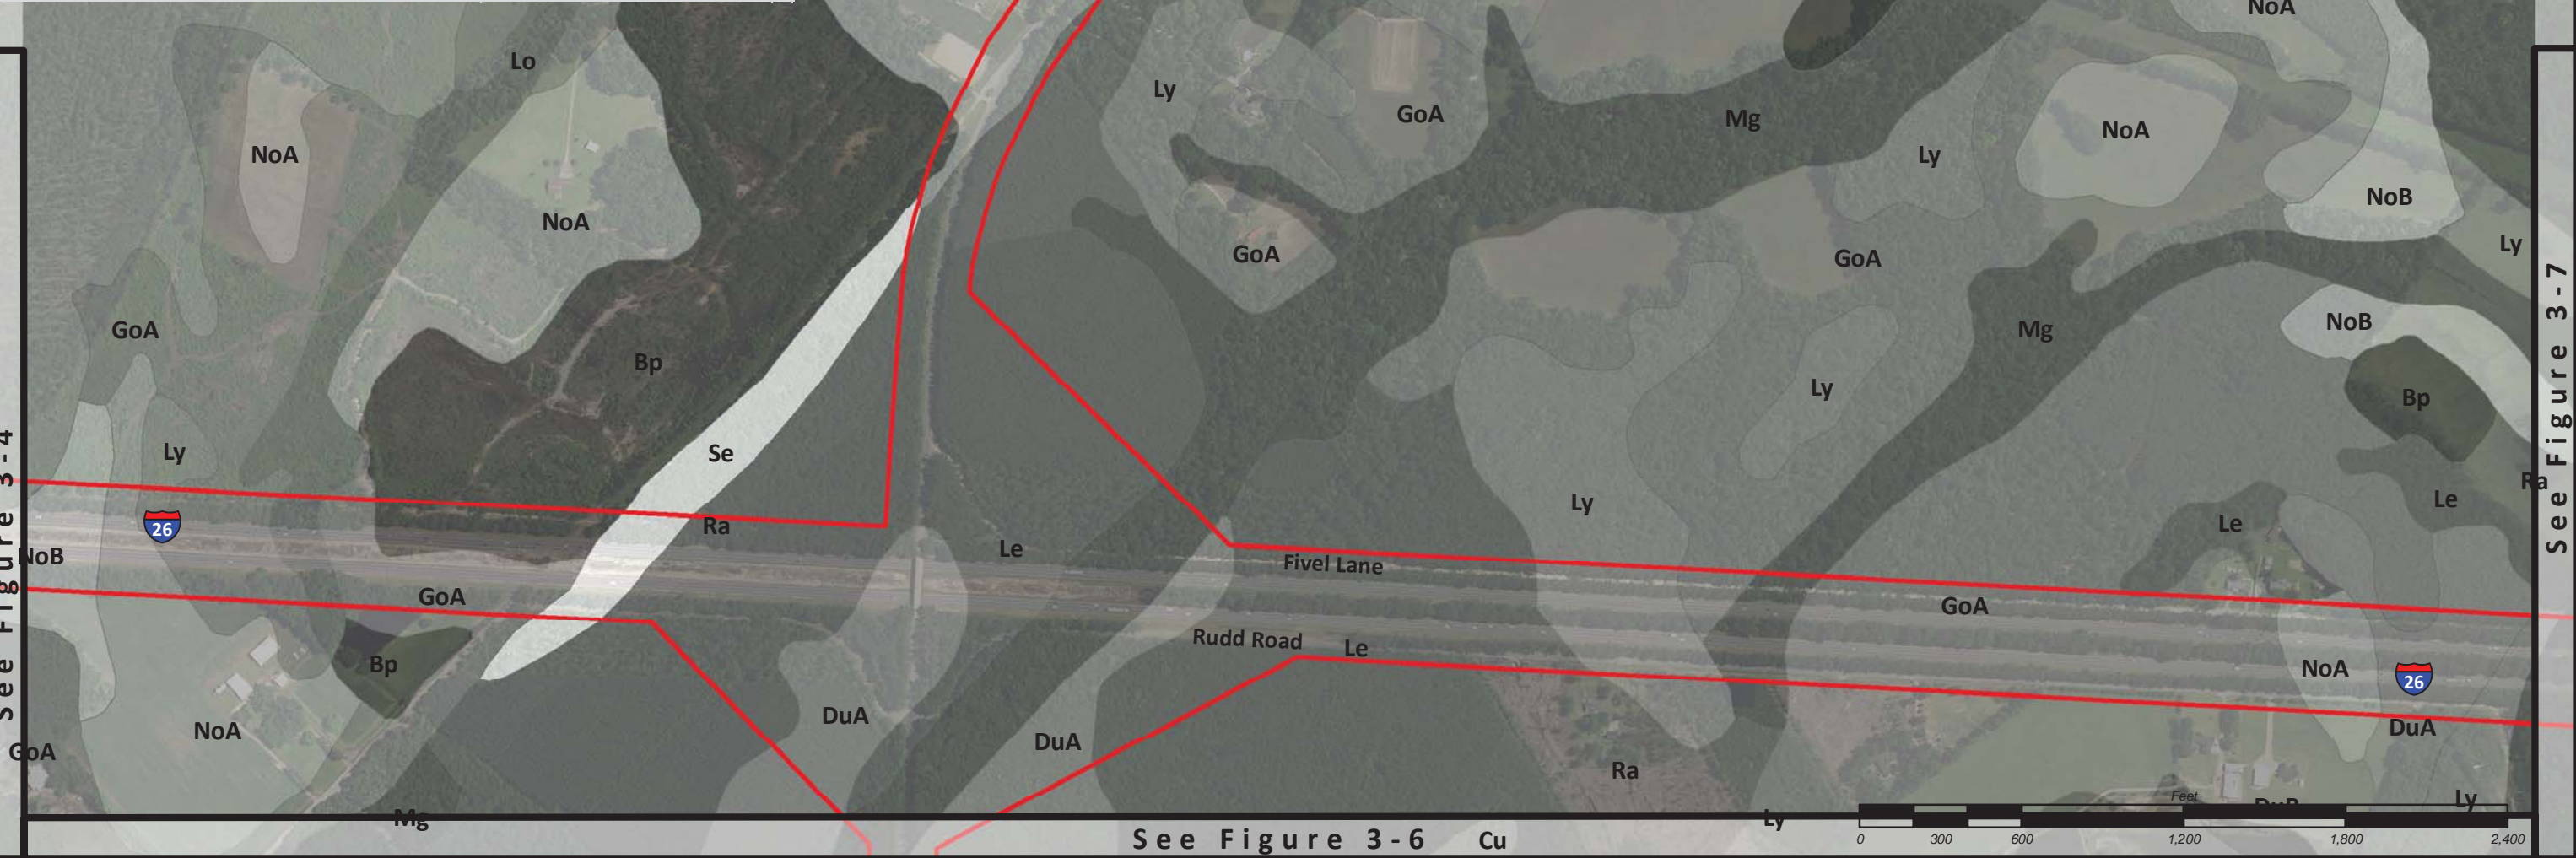 NoA
Lo
Ly
GoA
Mg
NoA
NoA
Ly
NoA
NoB
NoA
GoA
GoA
Ly
GoA
Mg
NoB
Bp
Ly
Bp
Ly
Se
Ly
Ra
Le
Le
26
Ra
NoB
Le
Fivel Lane
GoA
GoA
Rudd Road
Le
Bp
NoA
26
DuA
NoA
DuA
DuA
GoA
Ra
Feet
Ly
DuB
Mg
Ly
See Figure 3-4
See Figure 3-7
See Figure 3-6
Cu
0 300 600 1,200 1,800 2,400